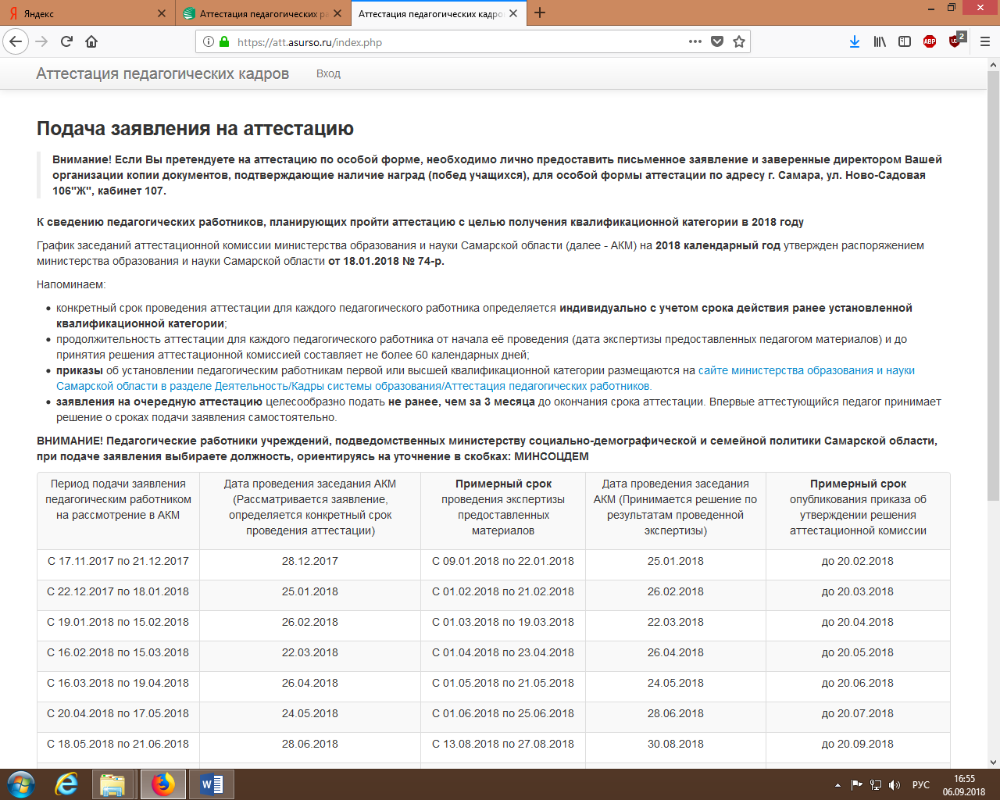 Яндекс
Аттестация педагогических р
Аттестация педагогических кадро
https://att.asurso.ru/index.php
ABP
2
Аттестация педагогических кадров
Вход
Подача заявления на аттестацию
Внимание! Если Вы претендуете на аттестацию по особой форме, необходимо лично предоставить письменное заявление и заверенные директором Вашей
организации копии документов, подтверждающие наличие наград (побед учащихся), для особой формы аттестации по адресу г. Самара, ул. Ново-Садовая
106"Ж", кабинет 107.
К сведению педагогических работников, планирующих пройти аттестацию с целью получения квалификационной категории в 2018 году
График заседаний аттестационной комиссии министерства образования и науки Самарской области (далее - АКМ) на 2018 календарный год утвержден распоряжением
министерства образования и науки Самарской области от 18.01.2018 № 74-р.
Напоминаем:
конкретный срок проведения аттестации для каждого педагогического работника определяется индивидуально с учетом срока действия ранее установленной
квалификационной категории;
продолжительность аттестации для каждого педагогического работника от начала её проведения (дата экспертизы предоставленных педагогом материалов) и до
принятия решения аттестационной комиссией составляет не более 60 календарных дней;
приказы об установлении педагогическим работникам первой или высшей квалификационной категории размещаются на сайте министерства образования и науки
Самарской области в разделе Деятельность/Кадры системы образования/Аттестация педагогических работников.
заявления на очередную аттестацию целесообразно подать не ранее, чем за 3 месяца до окончания срока аттестации. Впервые аттестующийся педагог принимает
решение о сроках подачи заявления самостоятельно.
ВНИМАНИЕ! Педагогические работники учреждений, подведомственных министерству социально-демографической и семейной политики Самарской области,
при подаче заявления выбираете должность, ориентируясь на уточнение в скобках: МИНСОЦДЕМ
Период подачи заявления
педагогическим работником
на рассмотрение в АКМ
Дата проведения заседания АКМ
(Рассматривается заявление,
определяется конкретный срок
проведения аттестации)
Примерный срок
проведения экспертизы
предоставленных
материалов
Дата проведения заседания
АКМ (Принимается решение по
результатам проведенной
экспертизы)
Примерный срок
опубликования приказа об
утверждении решения
аттестационной комиссии
С 17.11.2017 по 21.12.2017 28.12.2017 С 09.01.2018 по 22.01.2018 25.01.2018 до 20.02.2018
С 22.12.2017 по 18.01.2018 25.01.2018 С 01.02.2018 по 21.02.2018 26.02.2018 до 20.03.2018
С 19.01.2018 по 15.02.2018 26.02.2018 С 01.03.2018 по 19.03.2018 22.03.2018 до 20.04.2018
С 16.02.2018 по 15.03.2018 22.03.2018 С 01.04.2018 по 23.04.2018 26.04.2018 до 20.05.2018
С 16.03.2018 по 19.04.2018 26.04.2018 С 01.05.2018 по 21.05.2018 24.05.2018 до 20.06.2018
С 20.04.2018 по 17.05.2018 24.05.2018 С 01.06.2018 по 25.06.2018 28.06.2018 до 20.07.2018
С 18.05.2018 по 21.06.2018 28.06.2018 С 13.08.2018 по 27.08.2018 30.08.2018 до 20.09.2018
РУС
16:55
06.09.2018